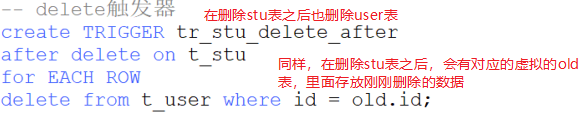 -- delete触发器
在删除stu表之后也删除user表
create TRIGGER tr_stu_delete_after
after delete on t_stu
同样，在删除stu表之后，会有对应的虚拟的old
for EACH ROW
表，里面存放刚刚删除的数据
delete from t_user where id = old.id;